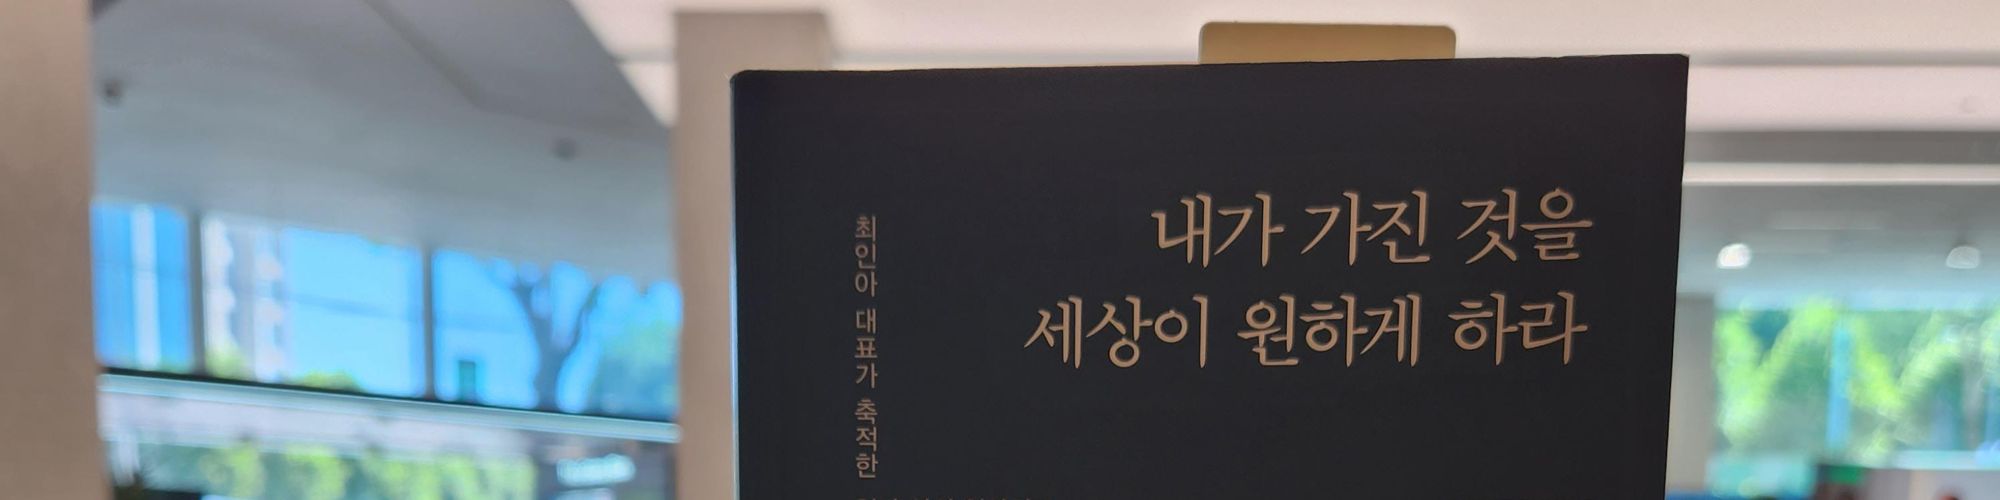 내가 가진 것을
세상이 원하게 하라
최인아 대표가 축적한